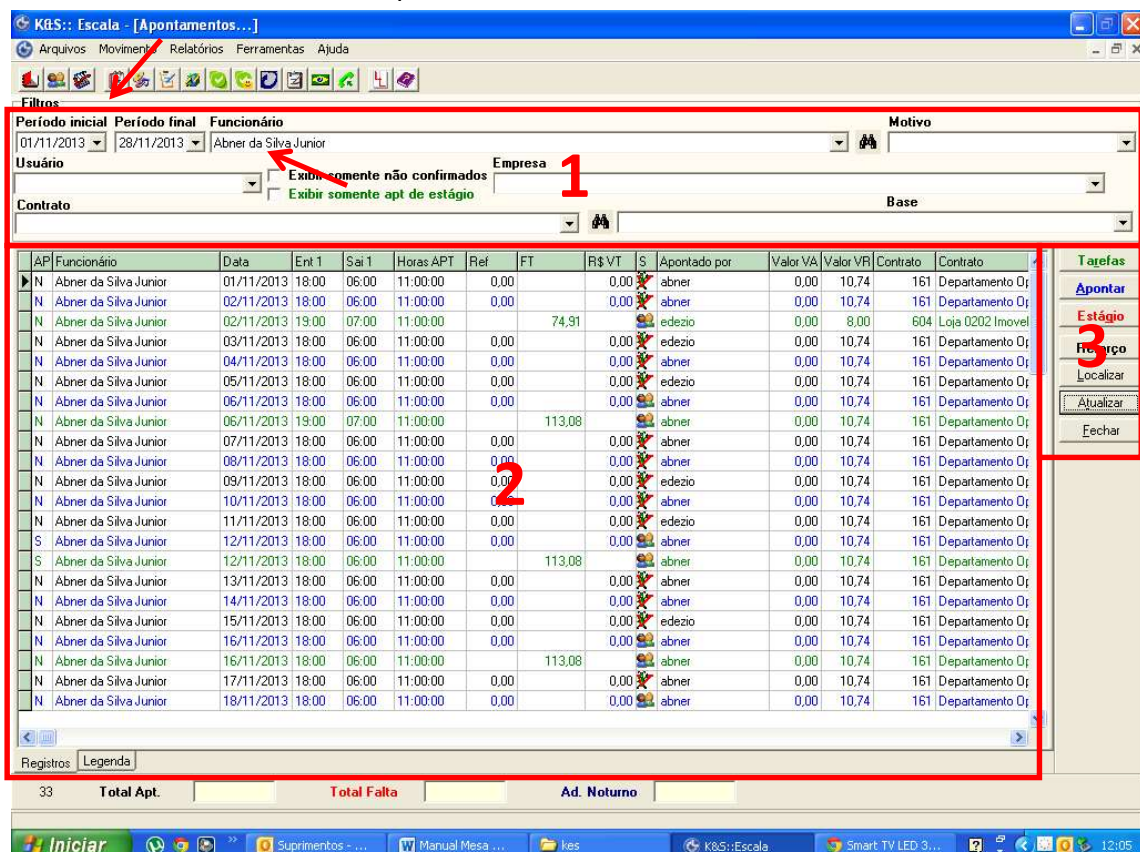 K&S:: Escala - [Apontamentos...]
Arquivos Movimento Relatórios Ferramentas Ajuda
Filtros
Período inicial Período final Funcionário Motivo
01/11/2013 28/11/2013 Abner da Silva Junior
Usuário Exibir somente não confirmados Empresa
Exibir somente apt de estágio
1
Contrato Base
AP Funcionário Data Ent 1 Sai 1 Horas APT Ref FT R$ VT S Apontado por Valor VA Valor VR Contrato Contrato
N Abner da Silva Junior 01/11/2013 18:00 06:00 11:00:00 0,00 0,00 abner 0,00 10,74 161 Departamento Op
N Abner da Silva Junior 02/11/2013 18:00 06:00 11:00:00 0,00 0,00 abner 0,00 10,74 161 Departamento Op
N Abner da Silva Junior 02/11/2013 19:00 07:00 11:00:00 74,91 edezio 0,00 8,00 604 Loja 0202 Imovel
N Abner da Silva Junior 03/11/2013 18:00 06:00 11:00:00 0,00 0,00 edezio 0,00 10,74 161 Departamento Op
N Abner da Silva Junior 04/11/2013 18:00 06:00 11:00:00 0,00 0,00 abner 0,00 10,74 161 Departamento Op
N Abner da Silva Junior 05/11/2013 18:00 06:00 11:00:00 0,00 0,00 edezio 0,00 10,74 161 Departamento Op
N Abner da Silva Junior 06/11/2013 18:00 06:00 11:00:00 0,00 0,00 abner 0,00 10,74 161 Departamento Op
N Abner da Silva Junior 06/11/2013 19:00 07:00 11:00:00 113,08 abner 0,00 10,74 161 Departamento Op
N Abner da Silva Junior 07/11/2013 18:00 06:00 11:00:00 0,00 0,00 abner 0,00 10,74 161 Departamento Op
N Abner da Silva Junior 08/11/2013 18:00 06:00 11:00:00 0,00 0,00 abner 0,00 10,74 161 Departamento Op
N Abner da Silva Junior 09/11/2013 18:00 06:00 11:00:00 0,00 0,00 edezio 0,00 10,74 161 Departamento Op
2
N Abner da Silva Junior 10/11/2013 18:00 06:00 11:00:00 0,00 0,00 abner 0,00 10,74 161 Departamento Op
N Abner da Silva Junior 11/11/2013 18:00 06:00 11:00:00 0,00 0,00 edezio 0,00 10,74 161 Departamento Op
S Abner da Silva Junior 12/11/2013 18:00 06:00 11:00:00 0,00 0,00 abner 0,00 10,74 161 Departamento Op
S Abner da Silva Junior 12/11/2013 18:00 06:00 11:00:00 113,08 abner 0,00 10,74 161 Departamento Op
N Abner da Silva Junior 13/11/2013 18:00 06:00 11:00:00 0,00 0,00 abner 0,00 10,74 161 Departamento Op
N Abner da Silva Junior 14/11/2013 18:00 06:00 11:00:00 0,00 0,00 abner 0,00 10,74 161 Departamento Op
N Abner da Silva Junior 15/11/2013 18:00 06:00 11:00:00 0,00 0,00 edezio 0,00 10,74 161 Departamento Op
N Abner da Silva Junior 16/11/2013 18:00 06:00 11:00:00 0,00 0,00 abner 0,00 10,74 161 Departamento Op
N Abner da Silva Junior 16/11/2013 18:00 06:00 11:00:00 113,08 abner 0,00 10,74 161 Departamento Op
N Abner da Silva Junior 17/11/2013 18:00 06:00 11:00:00 0,00 0,00 abner 0,00 10,74 161 Departamento Op
N Abner da Silva Junior 18/11/2013 18:00 06:00 11:00:00 0,00 0,00 abner 0,00 10,74 161 Departamento Op
Tarefas
Apontar
Estágio
3
Reforço
Localizar
Atualizar
Fechar
Registros Legenda
33 Total Apt. Total Falta Ad. Noturno
Iniciar Suprimentos - ... Manual Mesa ... kes K&S::Escala Smart TV LED 3... 12:05